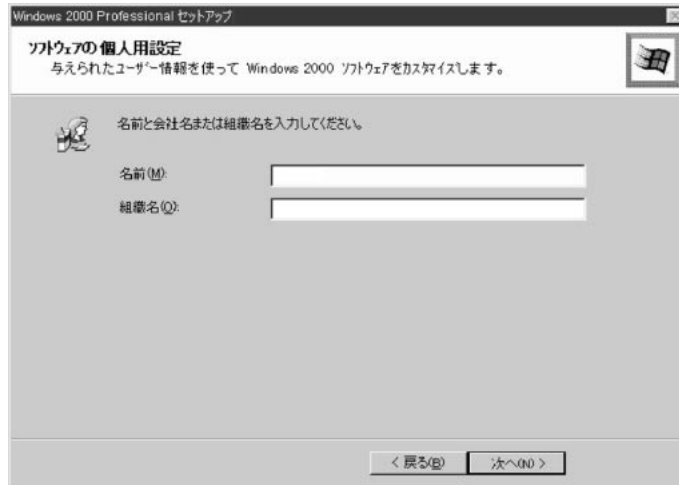 Windows 2000 Professional セットアップ
ソフトウェアの個人用設定
与えられたユーザー情報を使って Windows 2000 ソフトウェアをカスタマイズします。
名前と会社名または組織名を入力してください。
名前(M):
組織名(O):
< 戻る(B)
次へ(N) >